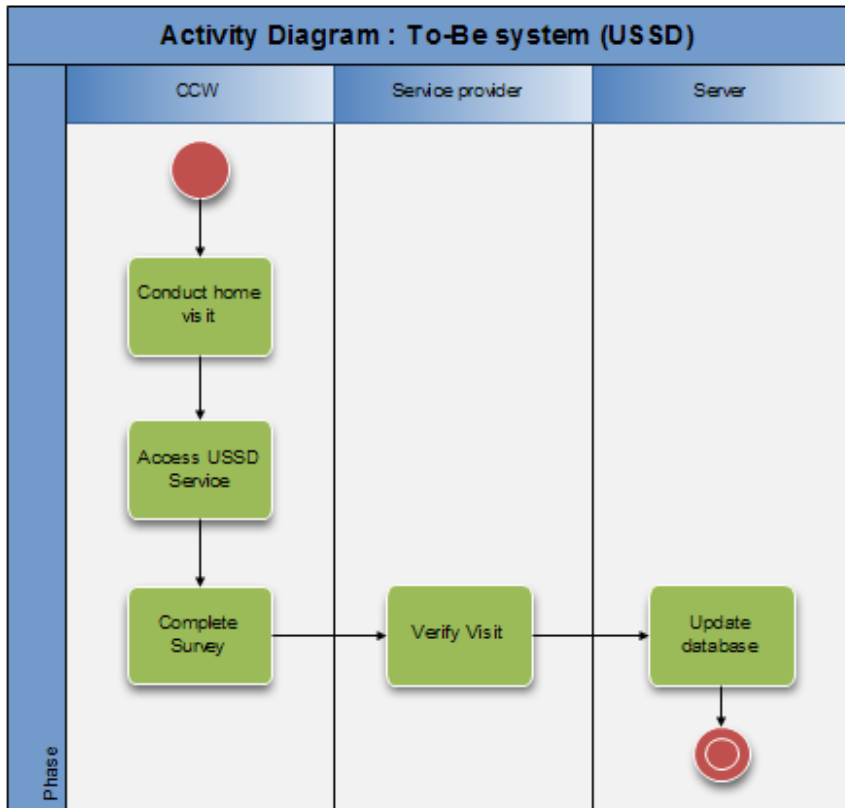 Activity Diagram : To-Be system (USSD)
CCW
Service provider
Server
Conduct home
visit
Access USSD
Service
Complete
Survey
Verify Visit
Update
database
Phase